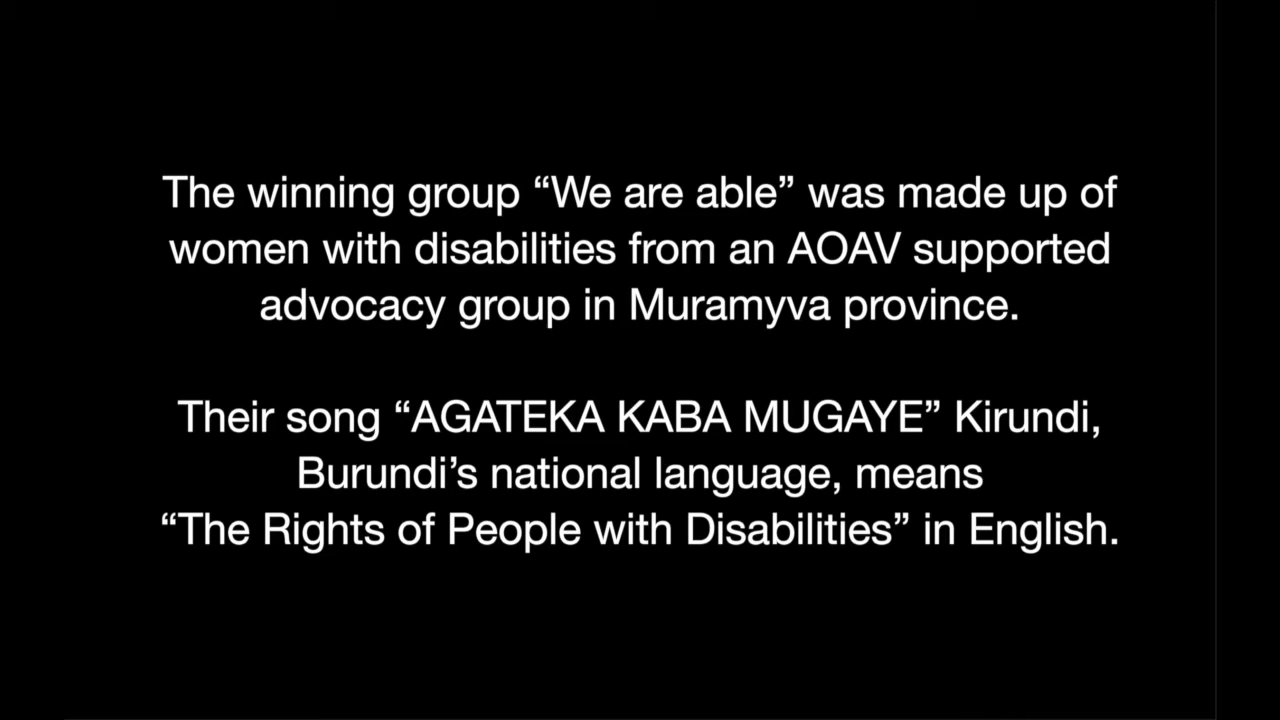 The winning group “We are able” was made up of
women with disabilities from an AOAV supported
advocacy group in Muramyva province.
Their song “AGATEKA KABA MUGAYE” Kirundi,
Burundi’s national language, means
“The Rights of People with Disabilities” in English.